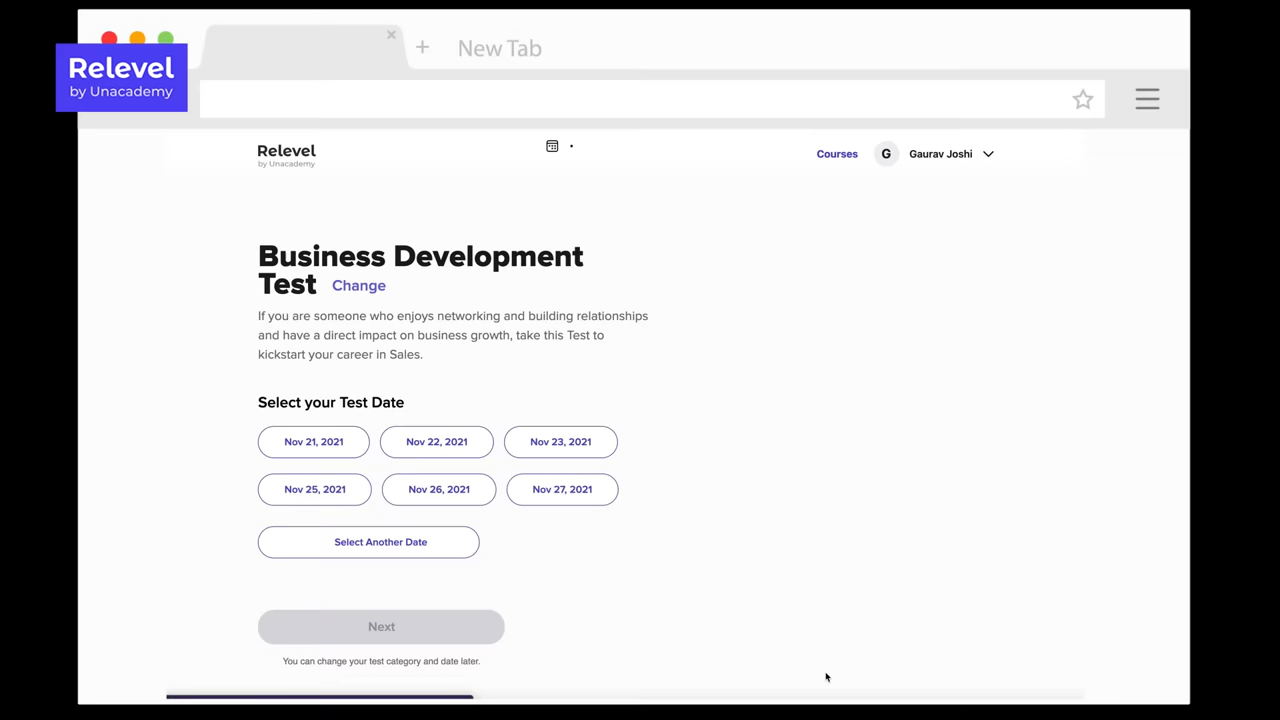 New Tab
Relevel
by Unacademy
Relevel
by Unacademy
Courses
G
Gaurav Joshi
Business Development
Test
Change
If you are someone who enjoys networking and building relationships
and have a direct impact on business growth, take this Test to
kickstart your career in Sales.
Select your Test Date
Nov 21, 2021
Nov 22, 2021
Nov 23, 2021
Nov 25, 2021
Nov 26, 2021
Nov 27, 2021
Select Another Date
Next
You can change your test category and date later.